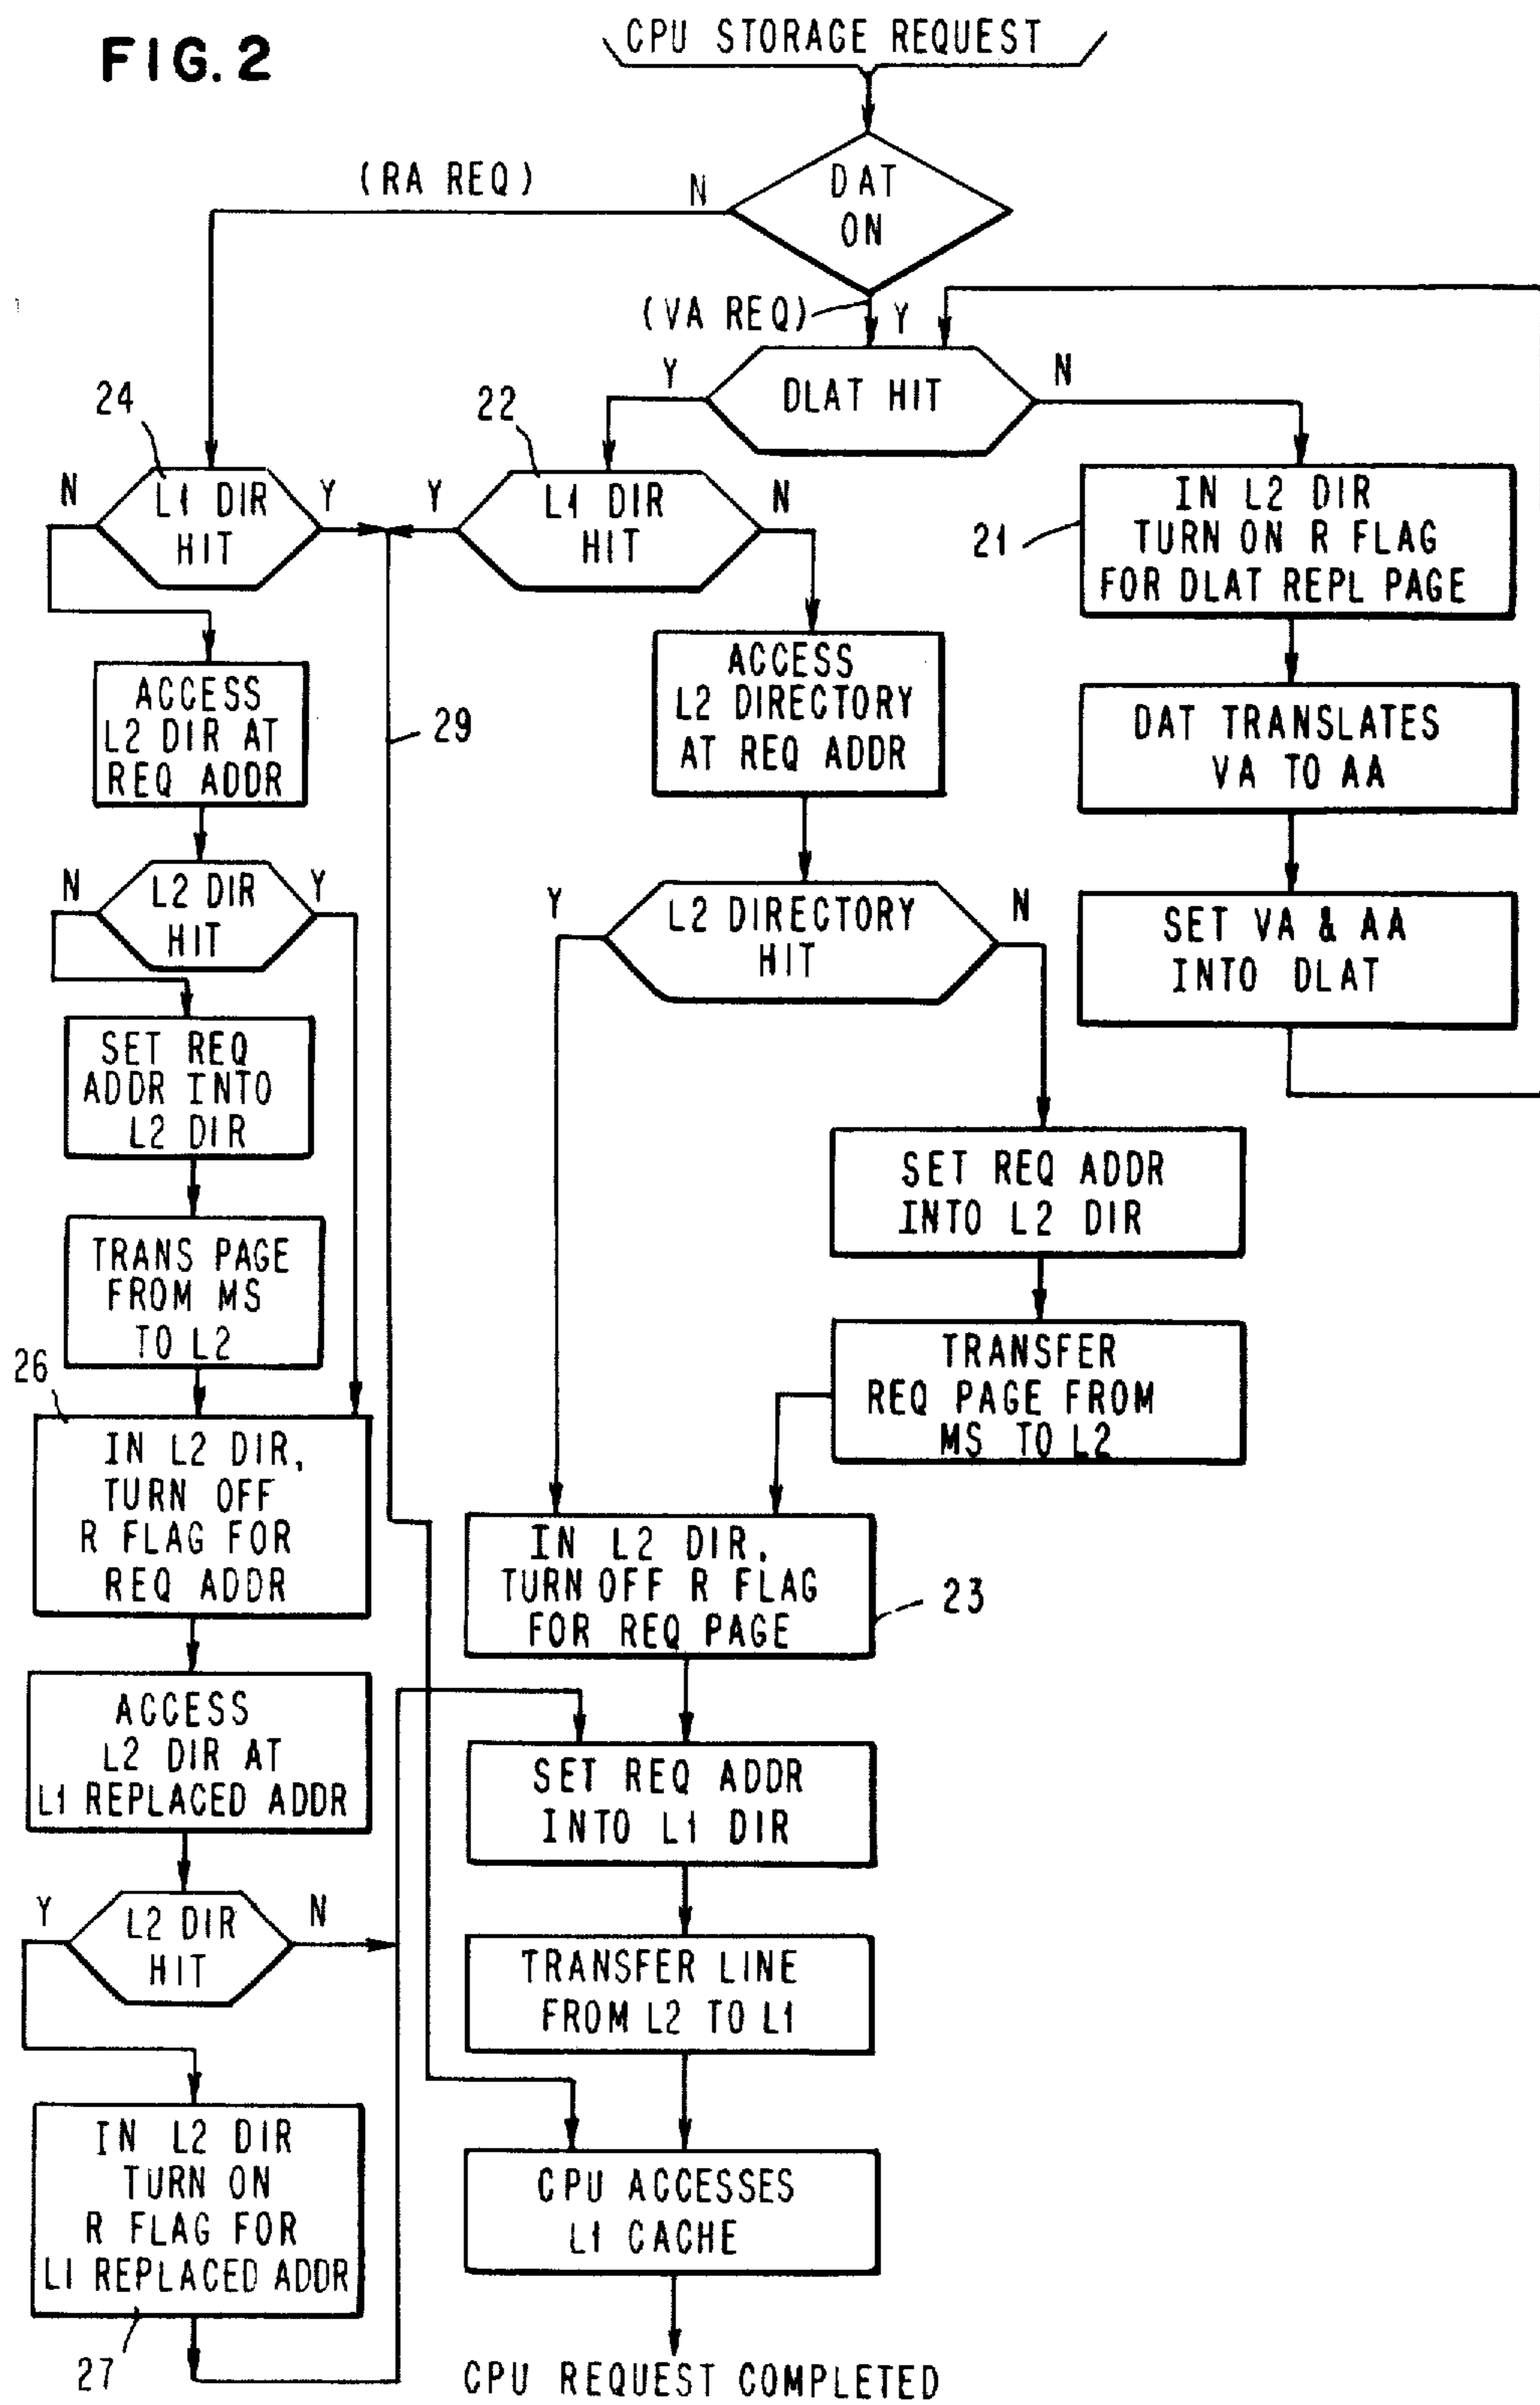 FIG. 2
CPU STORAGE REQUEST
DAT
ON
(RA REQ)
N
(VA REQ)
Y
DLAT HIT
Y
N
24
L1 DIR
HIT
N
Y
22
L1 DIR
HIT
Y
N
21
IN L2 DIR
TURN ON R FLAG
FOR DLAT REPL PAGE
DAT TRANSLATES
VA TO AA
SET VA & AA
INTO DLAT
ACCESS
L2 DIR AT
REQ ADDR
29
ACCESS
L2 DIRECTORY
AT REQ ADDR
N
L2 DIR
HIT
Y
Y
L2 DIRECTORY
HIT
N
SET REQ
ADDR INTO
L2 DIR
TRANS PAGE
FROM MS
TO L2
SET REQ ADDR
INTO L2 DIR
TRANSFER
REQ PAGE FROM
MS TO L2
26
IN L2 DIR,
TURN OFF
R FLAG FOR
REQ ADDR
IN L2 DIR,
TURN OFF R FLAG
FOR REQ PAGE
23
ACCESS
L2 DIR AT
L1 REPLACED ADDR
SET REQ ADDR
INTO L1 DIR
Y
L2 DIR
HIT
N
TRANSFER LINE
FROM L2 TO L1
IN L2 DIR
TURN ON
R FLAG FOR
L1 REPLACED ADDR
27
CPU ACCESSES
L1 CACHE
CPU REQUEST COMPLETED